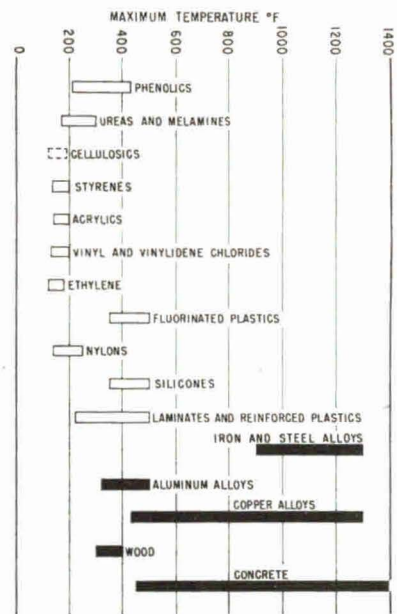 MAXIMUM TEMPERATURE °F
0 200 400 600 800 1000 1200 1400
PHENOLICS
UREAS AND MELAMINES
CELLULOSICS
STYRENES
ACRYLICS
VINYL AND VINYLIDENE CHLORIDES
ETHYLENE
FLUORINATED PLASTICS
NYLONS
SILICONES
LAMINATES AND REINFORCED PLASTICS
IRON AND STEEL ALLOYS
ALUMINUM ALLOYS
COPPER ALLOYS
WOOD
CONCRETE